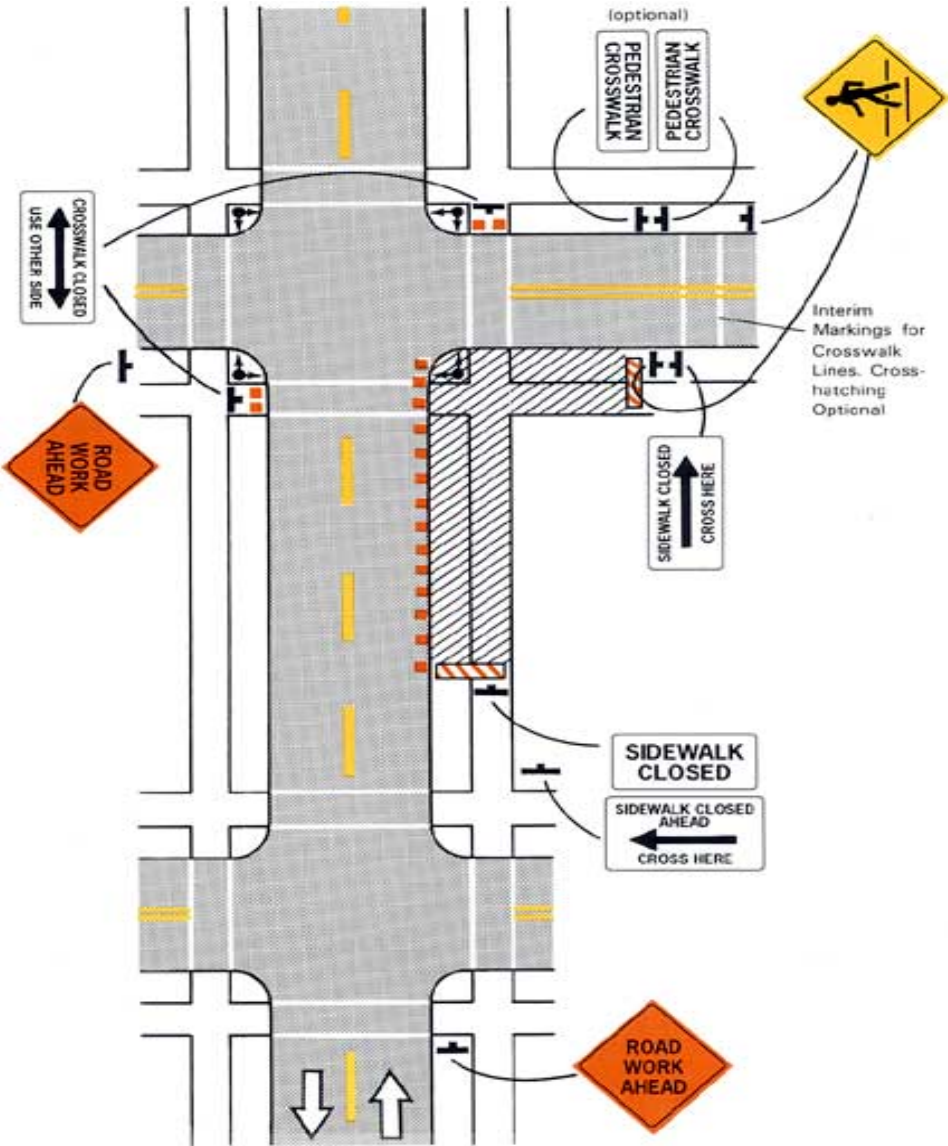 (optional)
PEDESTRIAN
CROSSWALK
PEDESTRIAN
CROSSWALK
CROSSWALK CLOSED
USE OTHER SIDE
Interim
Markings for
Crosswalk
Lines. Cross-
hatching
Optional
ROAD
WORK
AHEAD
SIDEWALK CLOSED
CROSS HERE
SIDEWALK
CLOSED
SIDEWALK CLOSED
AHEAD
CROSS HERE
ROAD
WORK
AHEAD